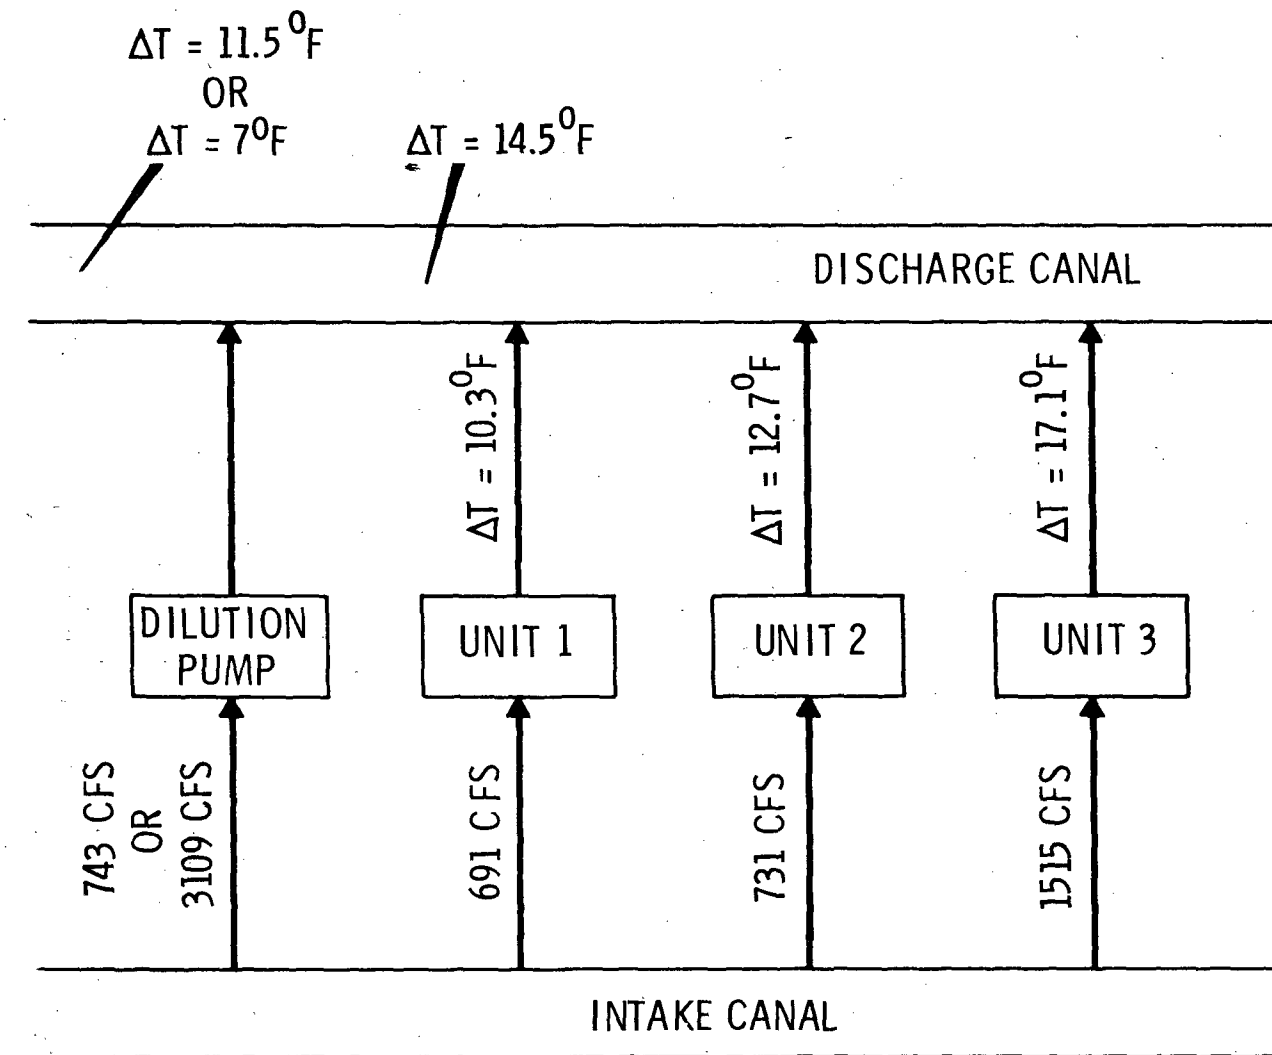 ΔT = 11.5°F
OR
ΔT = 7°F
ΔT = 14.5°F
DISCHARGE CANAL
ΔT = 10.3°F
ΔT = 12.7°F
ΔT = 17.1°F
DILUTION
PUMP
UNIT 1
UNIT 2
UNIT 3
743 CFS
OR
3109 CFS
691 CFS
731 CFS
1515 CFS
INTAKE CANAL